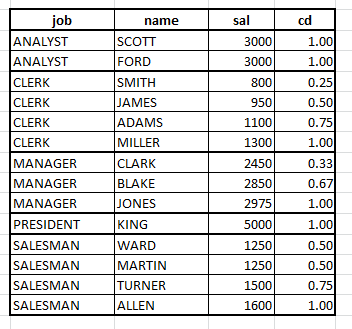 job name sal cd
ANALYST SCOTT 3000 1.00
ANALYST FORD 3000 1.00
CLERK SMITH 800 0.25
CLERK JAMES 950 0.50
CLERK ADAMS 1100 0.75
CLERK MILLER 1300 1.00
MANAGER CLARK 2450 0.33
MANAGER BLAKE 2850 0.67
MANAGER JONES 2975 1.00
PRESIDENT KING 5000 1.00
SALESMAN WARD 1250 0.50
SALESMAN MARTIN 1250 0.50
SALESMAN TURNER 1500 0.75
SALESMAN ALLEN 1600 1.00